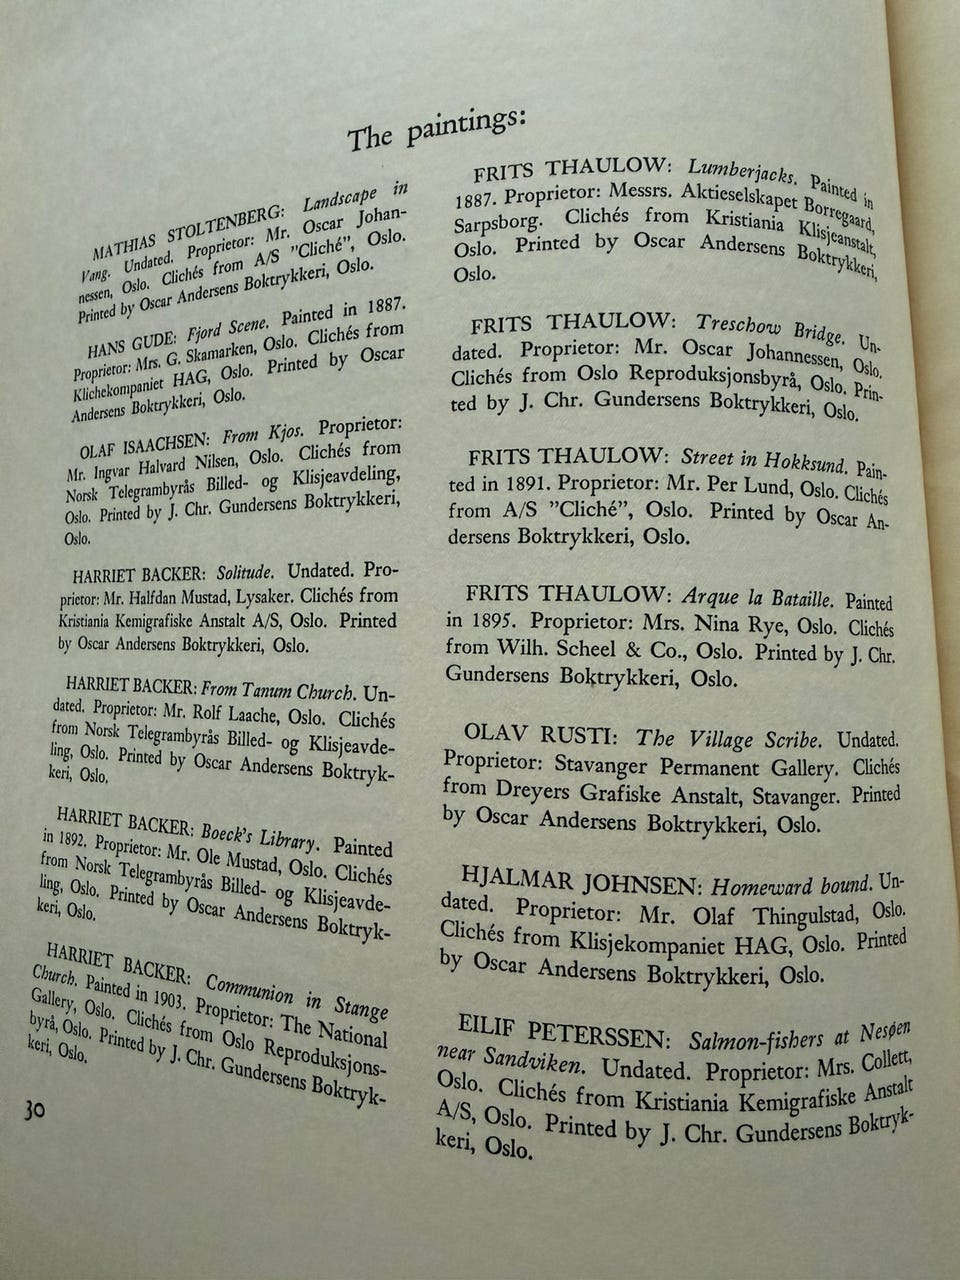 The paintings:
MATHIAS STOLTENBERG: Landscape in
Vang. Undated. Proprietor: Mr. Oscar Johan-
nessen, Oslo. Clichés from A/S ”Cliché”, Oslo.
Printed by Oscar Andersens Boktrykkeri, Oslo.
HANS GUDE: Fjord Scene. Painted in 1887.
Proprietor: Mrs. G. Skamarken, Oslo. Clichés from
Klichekompaniet HAG, Oslo. Printed by Oscar
Andersens Boktrykkeri, Oslo.
OLAF ISAACHSEN: From Kjos. Proprietor:
Mr. Ingvar Halvard Nilsen, Oslo. Clichés from
Norsk Telegrambyrås Billed- og Klisjeavdeling,
Oslo. Printed by J. Chr. Gundersens Boktrykkeri,
Oslo.
HARRIET BACKER: Solitude. Undated. Pro-
prietor: Mr. Halfdan Mustad, Lysaker. Clichés from
Kristiania Kemigrafiske Anstalt A/S, Oslo. Printed
by Oscar Andersens Boktrykkeri, Oslo.
HARRIET BACKER: From Tanum Church. Un-
dated. Proprietor: Mr. Rolf Laache, Oslo. Clichés
from Norsk Telegrambyrås Billed- og Klisjeavde-
ling, Oslo. Printed by Oscar Andersens Boktryk-
keri, Oslo.
HARRIET BACKER: Boeck's Library. Painted
in 1892. Proprietor: Mr. Ole Mustad, Oslo. Clichés
from Norsk Telegrambyrås Billed- og Klisjeavde-
ling, Oslo. Printed by Oscar Andersens Boktryk-
keri, Oslo.
HARRIET BACKER: Communion in Stange
Church. Painted in 1903. Proprietor: The National
Gallery, Oslo. Clichés from Oslo Reproduksjons-
byrå, Oslo. Printed by J. Chr. Gundersens Boktryk-
keri, Oslo.
30
FRITS THAULOW: Lumberjacks. Painted in
1887. Proprietor: Messrs. Aktieselskapet Borregaard,
Sarpsborg. Clichés from Kristiania Klisjeanstalt,
Oslo. Printed by Oscar Andersens Boktrykkeri,
Oslo.
FRITS THAULOW: Treschow Bridge. Un-
dated. Proprietor: Mr. Oscar Johannessen, Oslo.
Clichés from Oslo Reproduksjonsbyrå, Oslo. Prin-
ted by J. Chr. Gundersens Boktrykkeri, Oslo.
FRITS THAULOW: Street in Hokksund. Pain-
ted in 1891. Proprietor: Mr. Per Lund, Oslo. Clichés
from A/S ”Cliché”, Oslo. Printed by Oscar An-
dersens Boktrykkeri, Oslo.
FRITS THAULOW: Arque la Bataille. Painted
in 1895. Proprietor: Mrs. Nina Rye, Oslo. Clichés
from Wilh. Scheel & Co., Oslo. Printed by J. Chr.
Gundersens Boktrykkeri, Oslo.
OLAV RUSTI: The Village Scribe. Undated.
Proprietor: Stavanger Permanent Gallery. Clichés
from Dreyers Grafiske Anstalt, Stavanger. Printed
by Oscar Andersens Boktrykkeri, Oslo.
HJALMAR JOHNSEN: Homeward bound. Un-
dated. Proprietor: Mr. Olaf Thingulstad, Oslo.
Clichés from Klisjekompaniet HAG, Oslo. Printed
by Oscar Andersens Boktrykkeri, Oslo.
EILIF PETERSSEN: Salmon-fishers at Nesøen
near Sandviken. Undated. Proprietor: Mrs. Collett,
Oslo. Clichés from Kristiania Kemigrafiske Anstalt
A/S, Oslo. Printed by J. Chr. Gundersens Boktryk-
keri, Oslo.